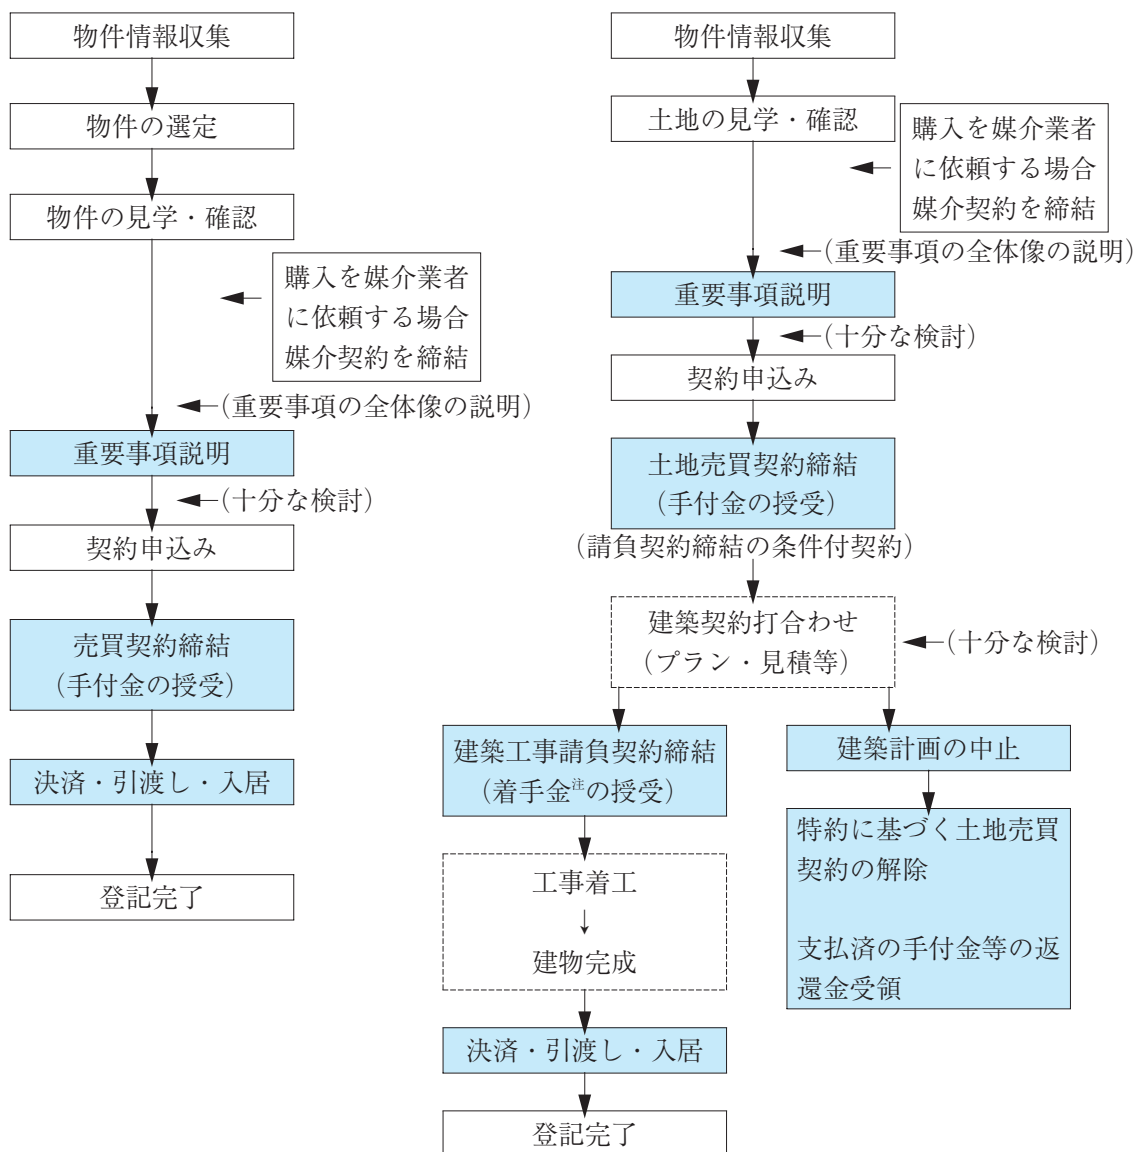 物件情報収集
物件の選定
物件の見学・確認
購入を媒介業者
に依頼する場合
媒介契約を締結
(重要事項の全体像の説明)
重要事項説明
(十分な検討)
契約申込み
売買契約締結
(手付金の授受)
決済・引渡し・入居
登記完了
物件情報収集
土地の見学・確認
購入を媒介業者
に依頼する場合
媒介契約を締結
(重要事項の全体像の説明)
重要事項説明
(十分な検討)
契約申込み
土地売買契約締結
(手付金の授受)
(請負契約締結の条件付契約)
建築契約打合わせ
(プラン・見積等)
(十分な検討)
建築工事請負契約締結
(着手金注の授受)
工事着工
↓
建物完成
決済・引渡し・入居
登記完了
建築計画の中止
特約に基づく土地売買
契約の解除
支払済の手付金等の返
還金受領